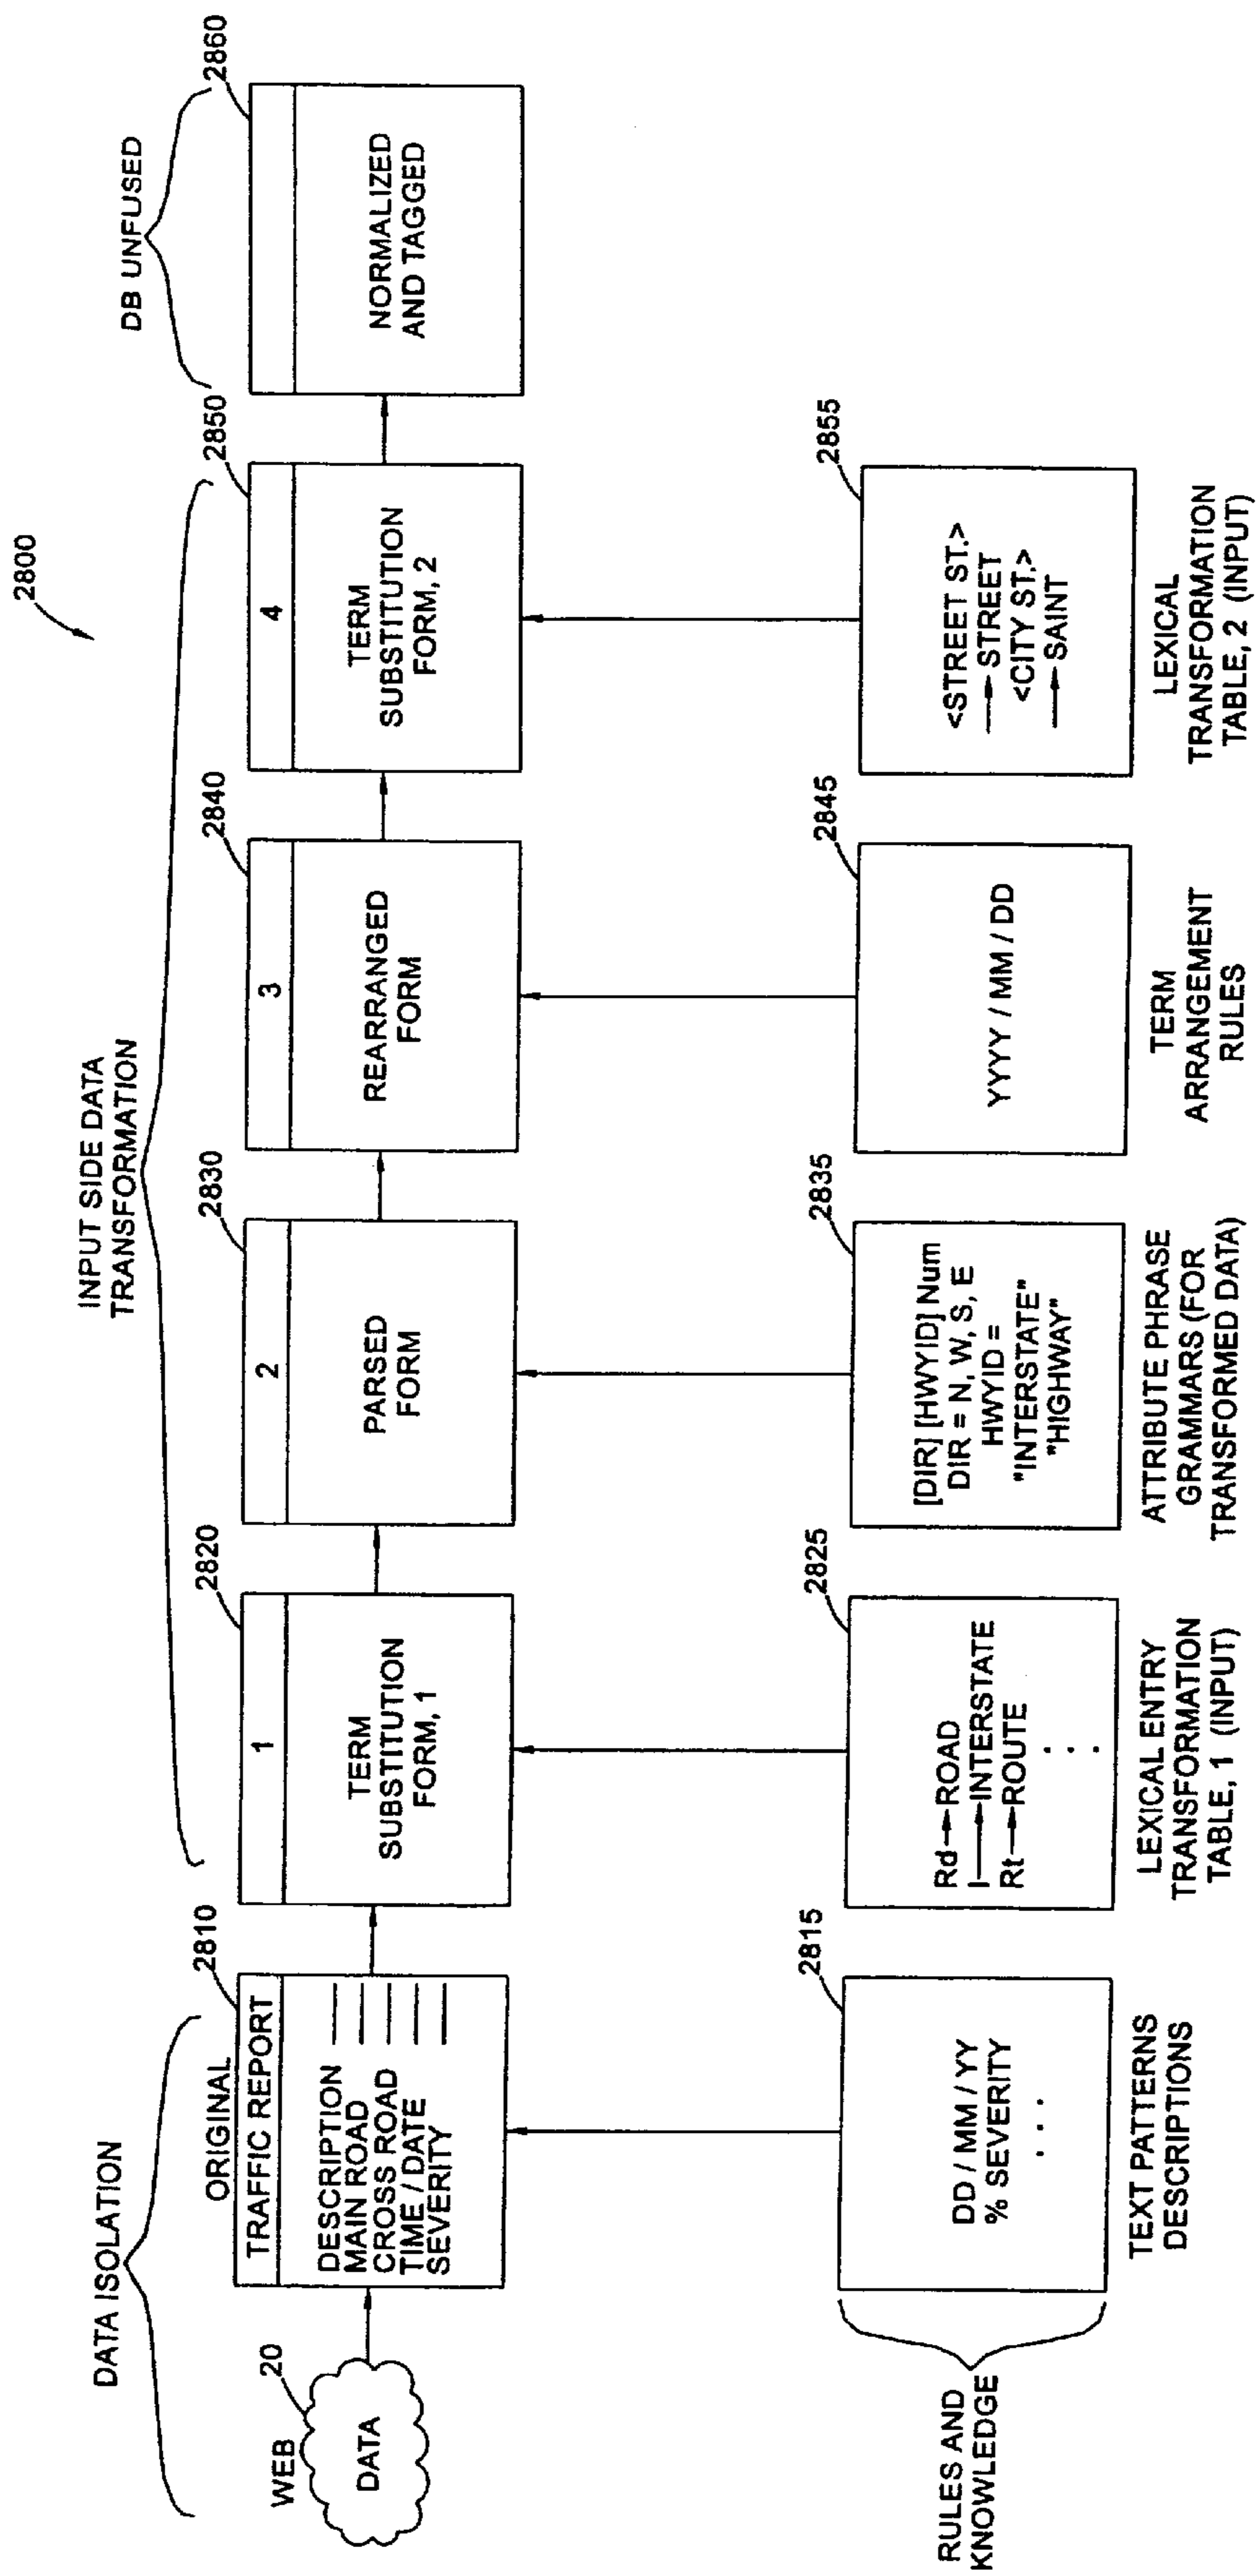 2800
DATA ISOLATION
INPUT SIDE DATA
TRANSFORMATION
DB UNFUSED
WEB
20
DATA
ORIGINAL
2810
TRAFFIC REPORT
DESCRIPTION
MAIN ROAD
CROSS ROAD
TIME / DATE
SEVERITY
2820
1
TERM
SUBSTITUTION
FORM, 1
2830
2
PARSED
FORM
2840
3
REARRANGED
FORM
2850
4
TERM
SUBSTITUTION
FORM, 2
2860
NORMALIZED
AND TAGGED
RULES AND
KNOWLEDGE
2815
DD / MM / YY
% SEVERITY
. . .
TEXT PATTERNS
DESCRIPTIONS
2825
Rd→ROAD
I→INTERSTATE
Rt→ROUTE
. . .
LEXICAL ENTRY
TRANSFORMATION
TABLE, 1 (INPUT)
2835
[DIR] [HWYID] Num
DIR = N, W, S, E
HWYID =
"INTERSTATE"
"HIGHWAY"
ATTRIBUTE PHRASE
GRAMMARS (FOR
TRANSFORMED DATA)
2845
YYYY / MM / DD
TERM
ARRANGEMENT
RULES
2855
<STREET ST.>
→STREET
<CITY ST.>
→SAINT
LEXICAL
TRANSFORMATION
TABLE, 2 (INPUT)